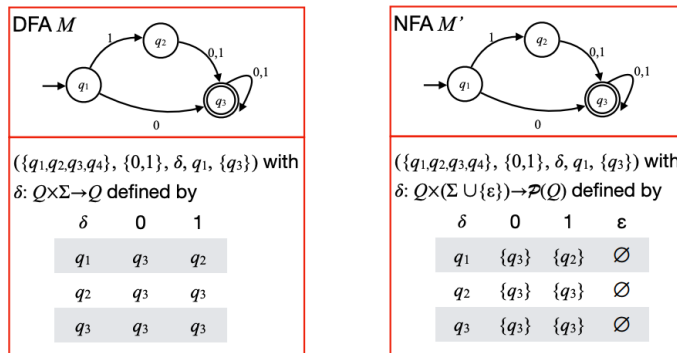 DFA M
1
q2
0,1
0,1
q1
q3
0
({q1,q2,q3,q4}, {0,1}, δ, q1, {q3}) with
δ: Q×Σ→Q defined by
δ 0 1
q1 q3 q2
q2 q3 q3
q3 q3 q3
NFA M'
1
q2
0,1
0,1
q1
q3
0
({q1,q2,q3,q4}, {0,1}, δ, q1, {q3}) with
δ: Q×(Σ ∪{ε})→𝓟(Q) defined by
δ 0 1 ε
q1 {q3} {q2} ∅
q2 {q3} {q3} ∅
q3 {q3} {q3} ∅